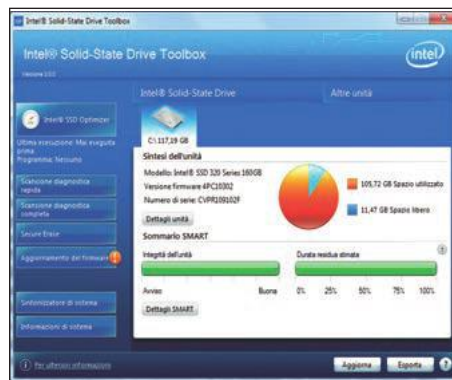 Intel® Solid-State Drive Toolbox
Intel® Solid-State Drive Toolbox
intel
Intel® Solid-State Drive
Altre unità
Intel® SSD Optimizer
C:\ 117,19 GB
Ultima esecuzione: Mai eseguita
prima.
Programma: Nessuno
Sintesi dell'unità
Modello: Intel® SSD 320 Series 160GB
Versione firmware 4PC10302
Numero di serie: CVPR109102F
Dettagli unità
105,72 GB Spazio utilizzato
11,47 GB Spazio libero
Scansione diagnostica
rapida
Scansione diagnostica
completa
Secure Erase
Aggiornamento del firmware
Sommario SMART
Integrità dell'unità
Durata residua stimata
Avviso
Buona
0%
25%
50%
75%
100%
Dettagli SMART
Sintonizzatore di sistema
Informazioni di sistema
Per ulteriori informazioni
Aggiorna
Esporta
?